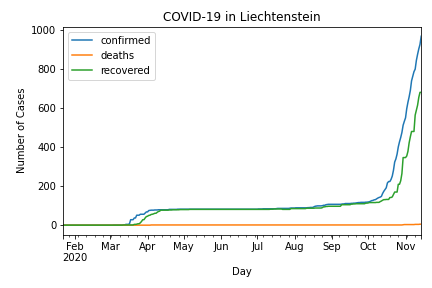 COVID-19 in Liechtenstein
confirmed
deaths
recovered
Number of Cases
1000
800
600
400
200
0
Feb Mar Apr May Jun Jul Aug Sep Oct Nov
2020
Day